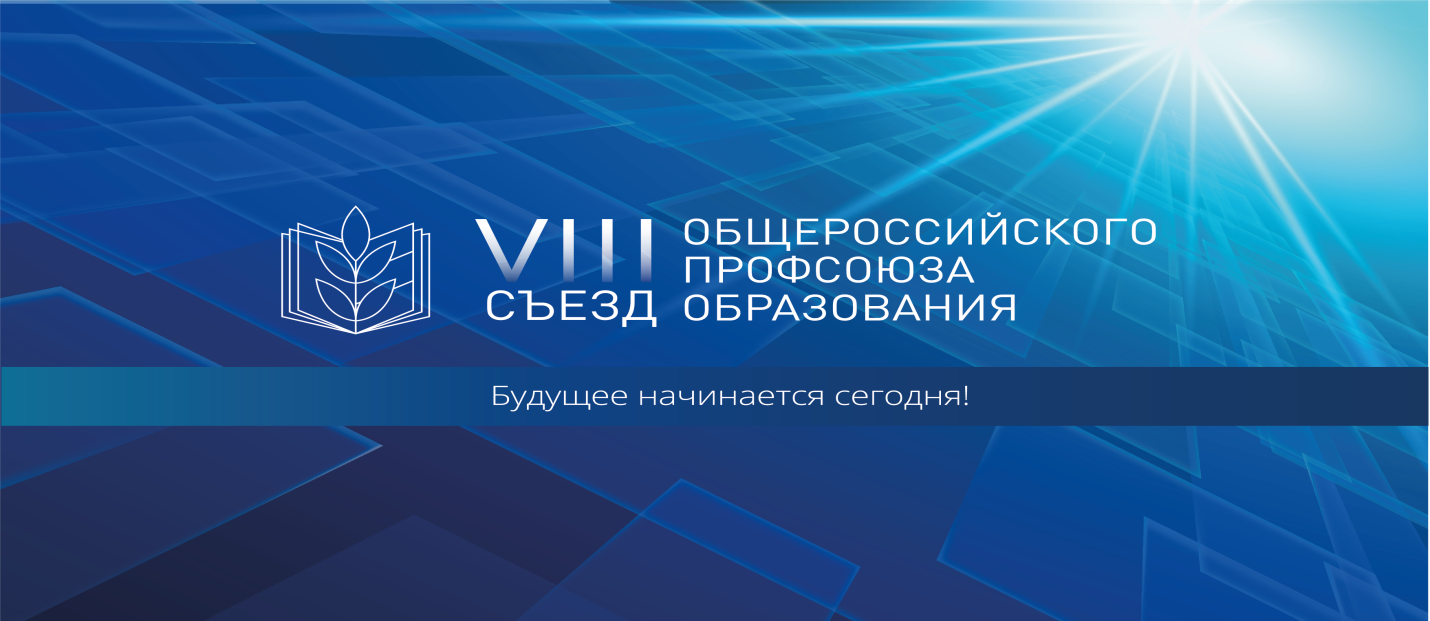 VIII
СЪЕЗД
ОБЩЕРОССИЙСКОГО
ПРОФСОЮЗА
ОБРАЗОВАНИЯ
Будущее начинается сегодня!